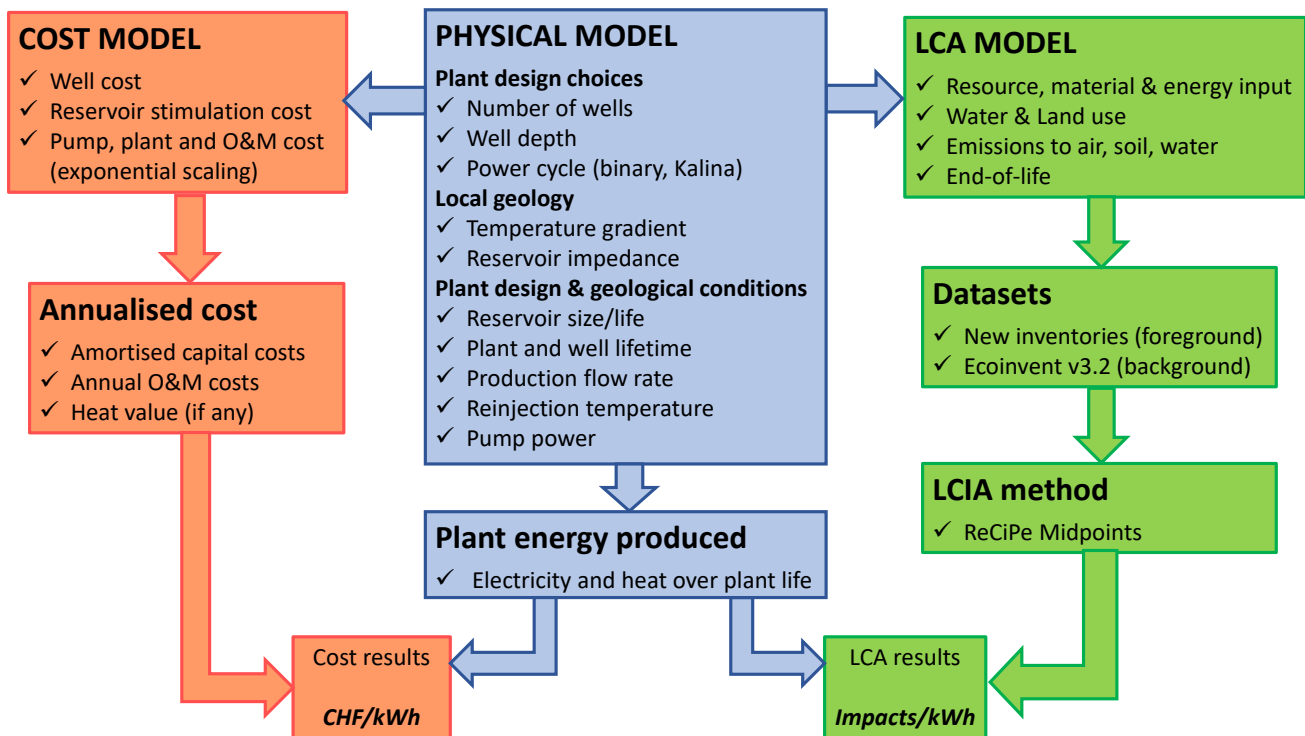 COST MODEL
✓ Well cost
✓ Reservoir stimulation cost
✓ Pump, plant and O&M cost
(exponential scaling)
PHYSICAL MODEL
Plant design choices
✓ Number of wells
✓ Well depth
✓ Power cycle (binary, Kalina)
Local geology
✓ Temperature gradient
✓ Reservoir impedance
Plant design & geological conditions
✓ Reservoir size/life
✓ Plant and well lifetime
✓ Production flow rate
✓ Reinjection temperature
✓ Pump power
LCA MODEL
✓ Resource, material & energy input
✓ Water & Land use
✓ Emissions to air, soil, water
✓ End-of-life
Annualised cost
✓ Amortised capital costs
✓ Annual O&M costs
✓ Heat value (if any)
Datasets
✓ New inventories (foreground)
✓ Ecoinvent v3.2 (background)
LCIA method
✓ ReCiPe Midpoints
Plant energy produced
✓ Electricity and heat over plant life
Cost results
CHF/kWh
LCA results
Impacts/kWh